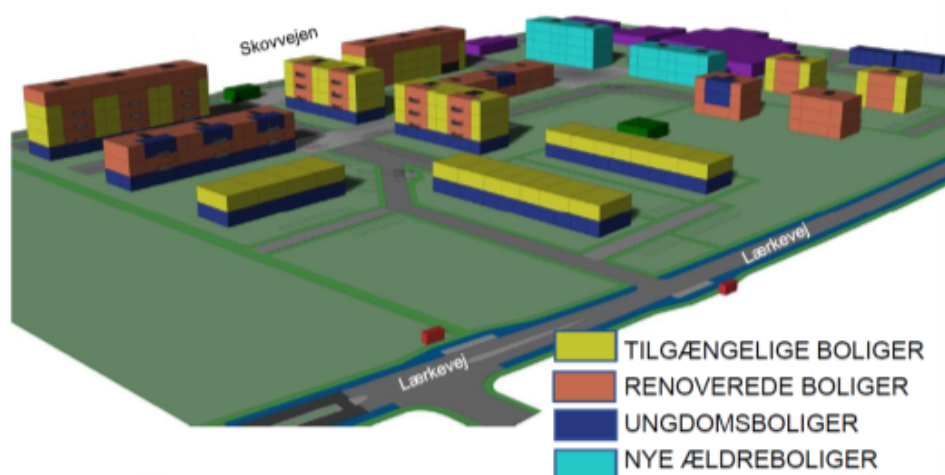 Skovvejen
Lærkevej
Lærkevej
TILGÆNGELIGE BOLIGER
RENOVEREDE BOLIGER
UNGDOMSBOLIGER
NYE ÆLDREBOLIGER